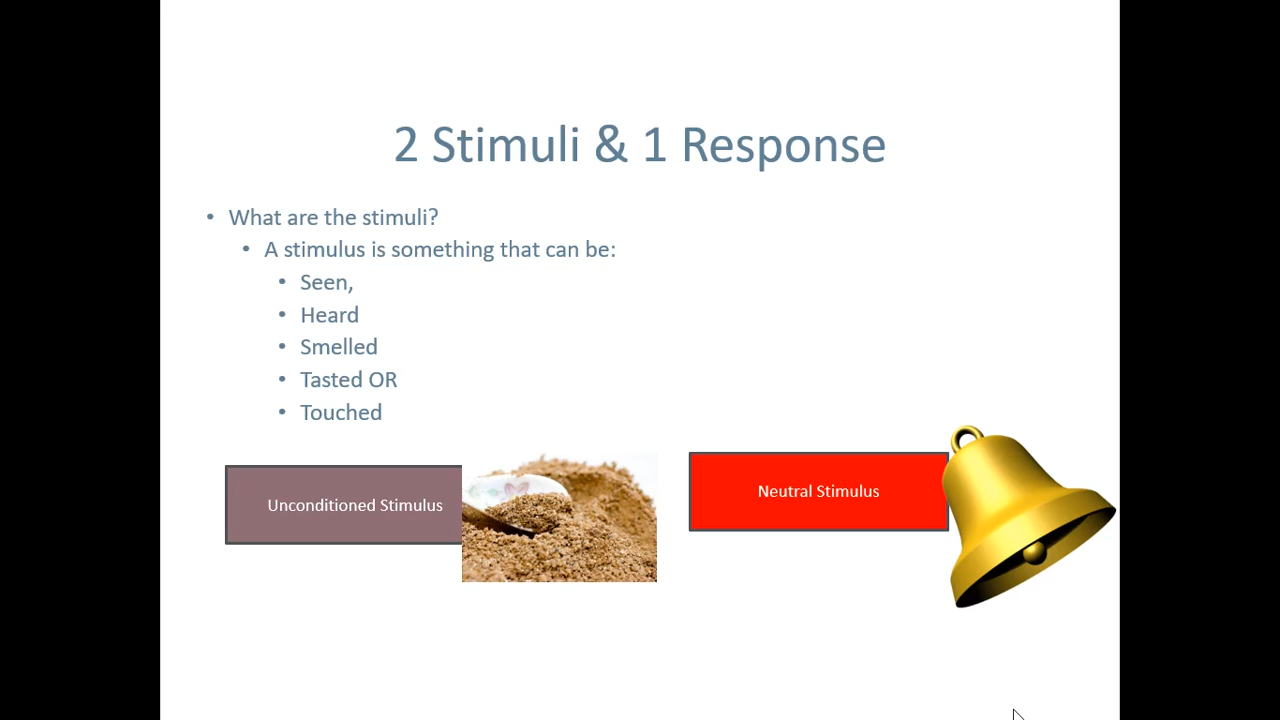 2 Stimuli & 1 Response
• What are the stimuli?
• A stimulus is something that can be:
• Seen,
• Heard
• Smelled
• Tasted OR
• Touched
Unconditioned Stimulus
Neutral Stimulus